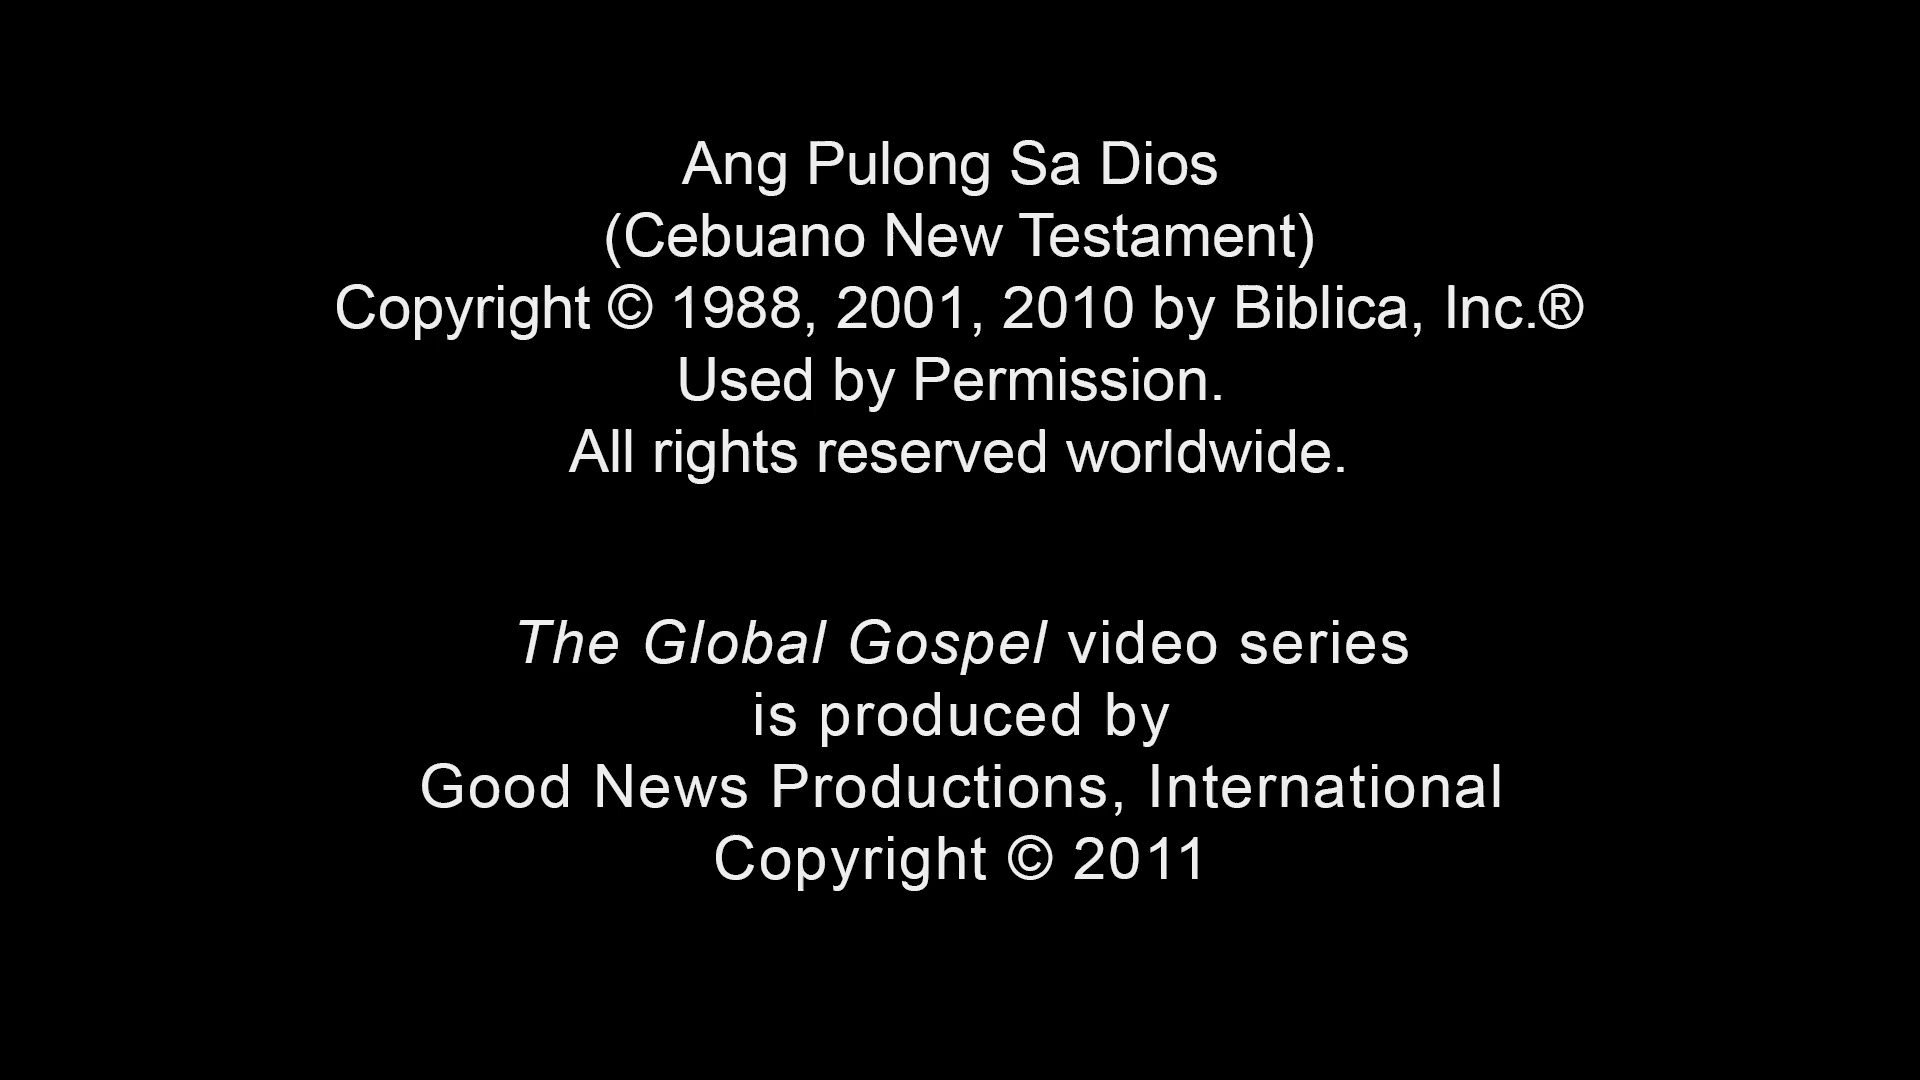 Ang Pulong Sa Dios
(Cebuano New Testament)
Copyright © 1988, 2001, 2010 by Biblica, Inc.®
Used by Permission.
All rights reserved worldwide.
The Global Gospel video series
is produced by
Good News Productions, International
Copyright © 2011